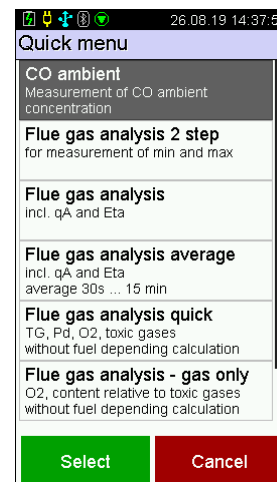 26.08.19 14:37:5
Quick menu
CO ambient
Measurement of CO ambient
concentration
Flue gas analysis 2 step
for measurement of min and max
Flue gas analysis
incl. qA and Eta
Flue gas analysis average
incl. qA and Eta
average 30s ... 15 min
Flue gas analysis quick
TG, Pd, O2, toxic gases
without fuel depending calculation
Flue gas analysis - gas only
O2, content relative to toxic gases
without fuel depending calculation
Select Cancel